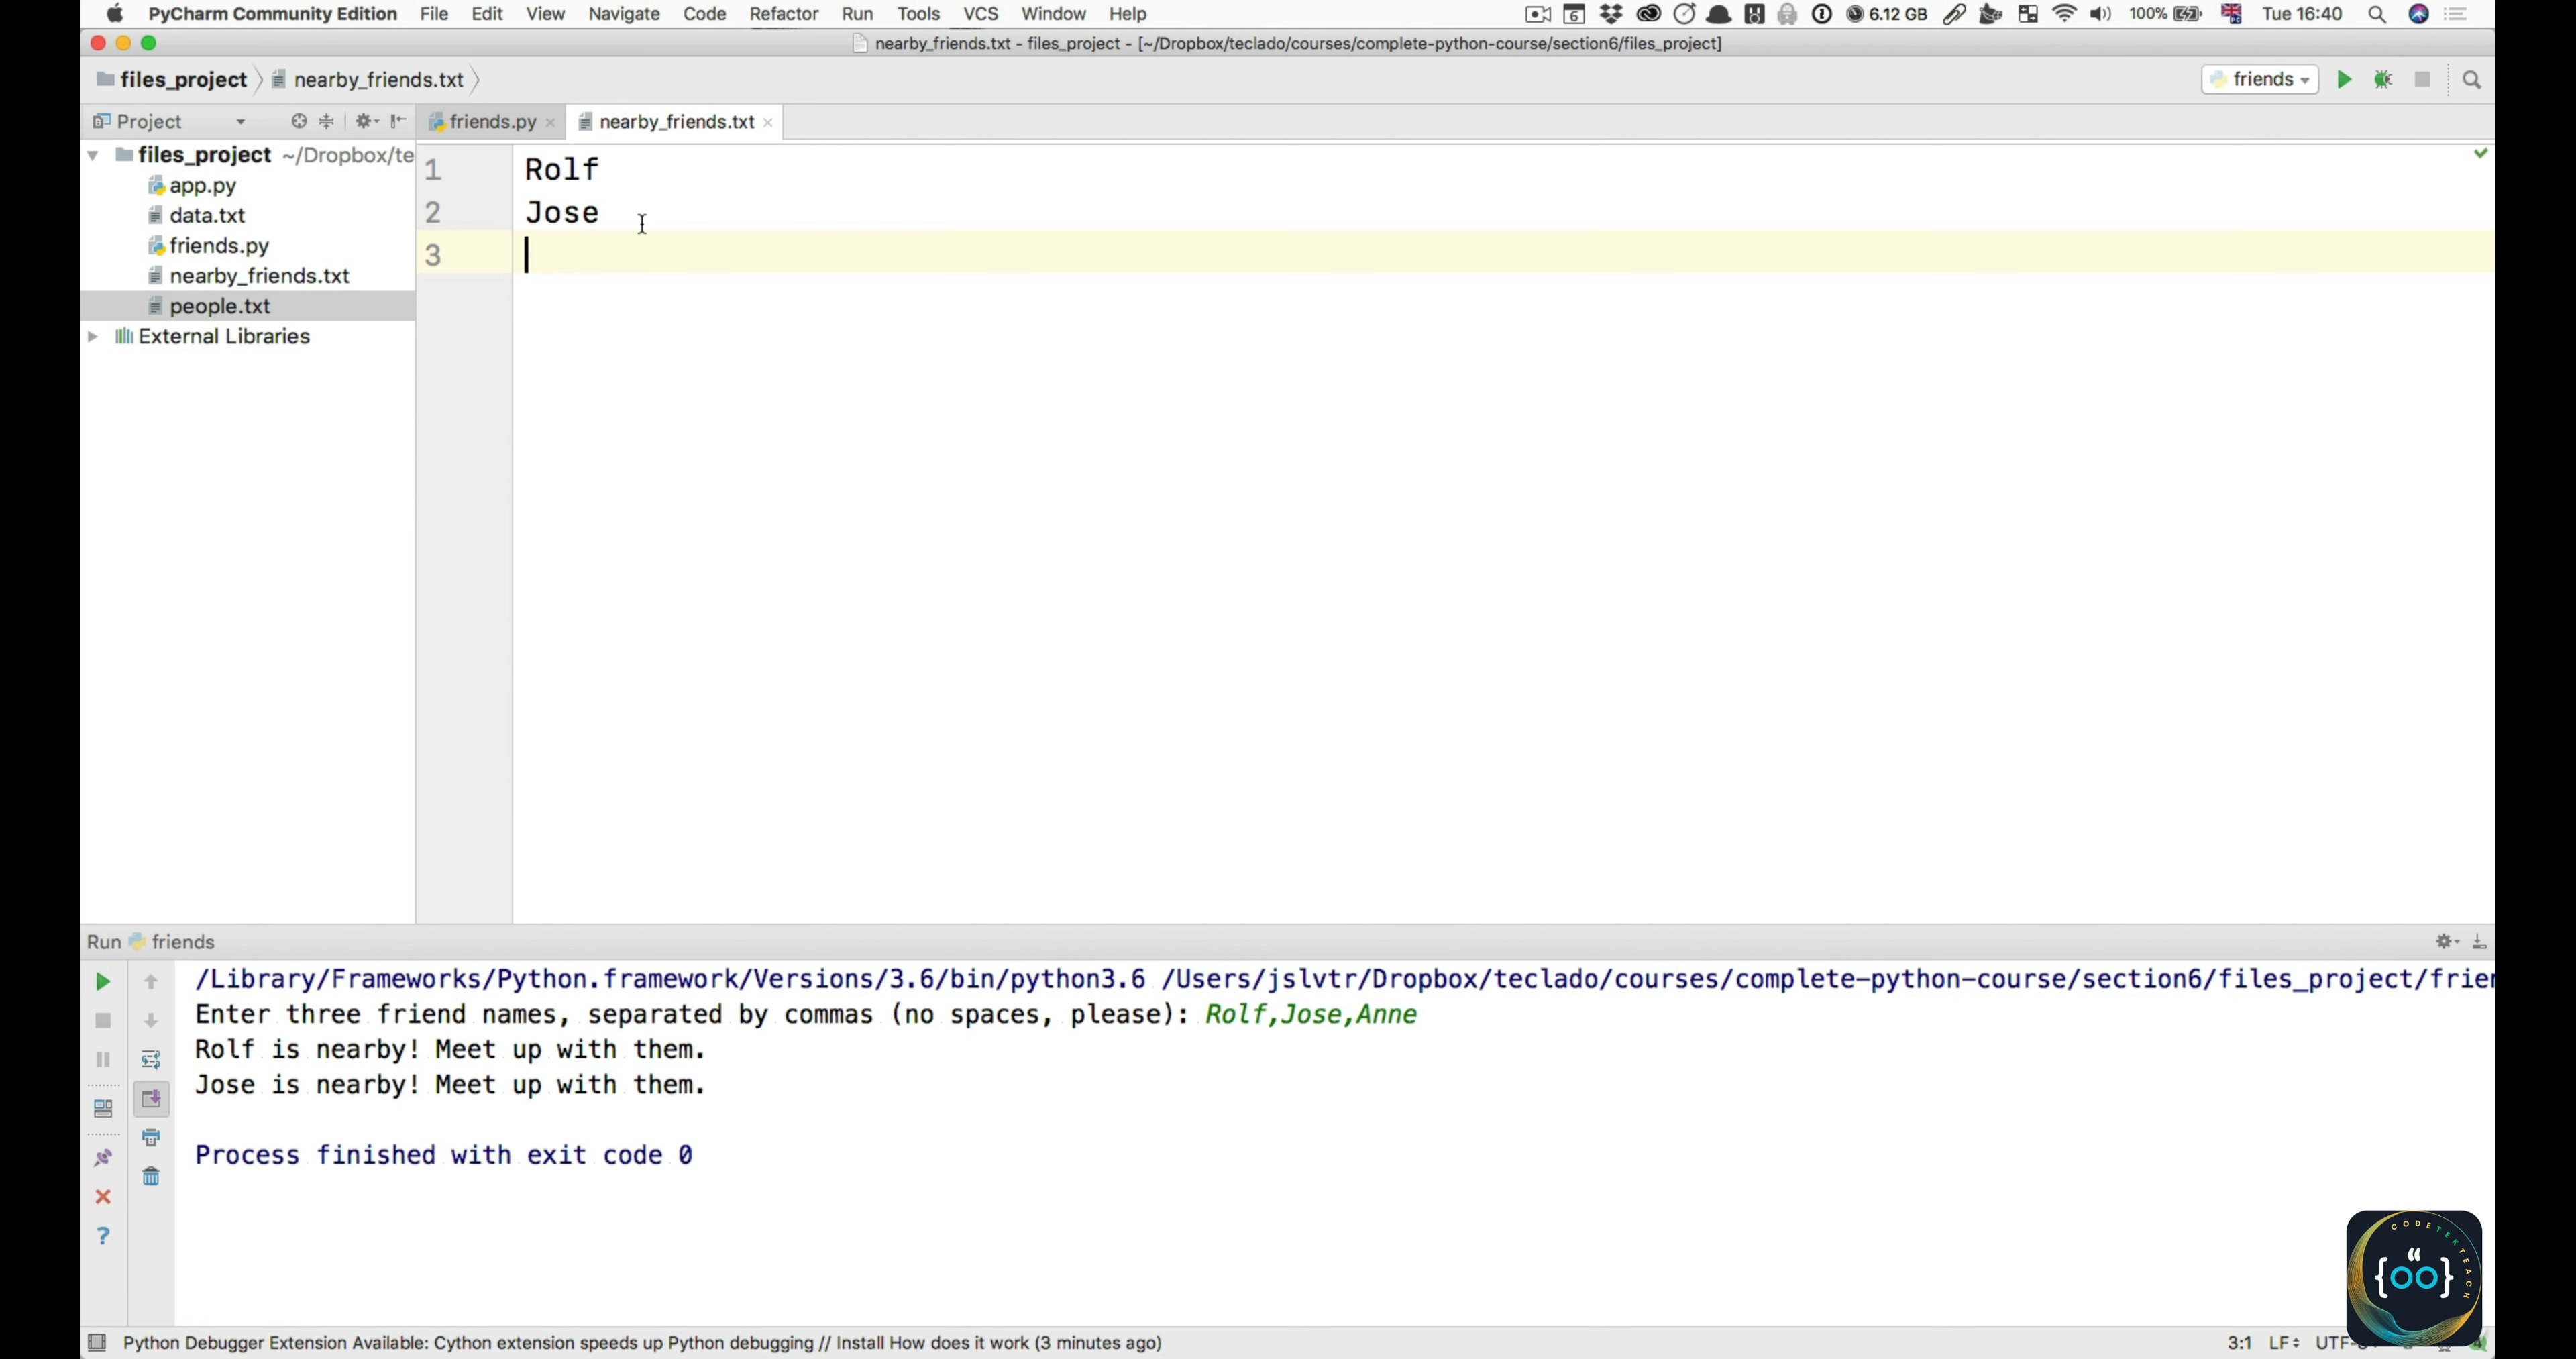 PyCharm Community Edition File Edit View Navigate Code Refactor Run Tools VCS Window Help 6 6.12 GB 100% Tue 16:40
nearby_friends.txt - files_project - [~/Dropbox/teclado/courses/complete-python-course/section6/files_project]
files_project nearby_friends.txt friends
Project friends.py nearby_friends.txt
files_project ~/Dropbox/te
app.py
data.txt
friends.py
nearby_friends.txt
people.txt
External Libraries
1 Rolf
2 Jose
3
Run friends
/Library/Frameworks/Python.framework/Versions/3.6/bin/python3.6 /Users/jslvtr/Dropbox/teclado/courses/complete-python-course/section6/files_project/frien
Enter three friend names, separated by commas (no spaces, please): Rolf,Jose,Anne
Rolf is nearby! Meet up with them.
Jose is nearby! Meet up with them.
Process finished with exit code 0
CODETEKTEACH
Python Debugger Extension Available: Cython extension speeds up Python debugging // Install How does it work (3 minutes ago) 3:1 LF